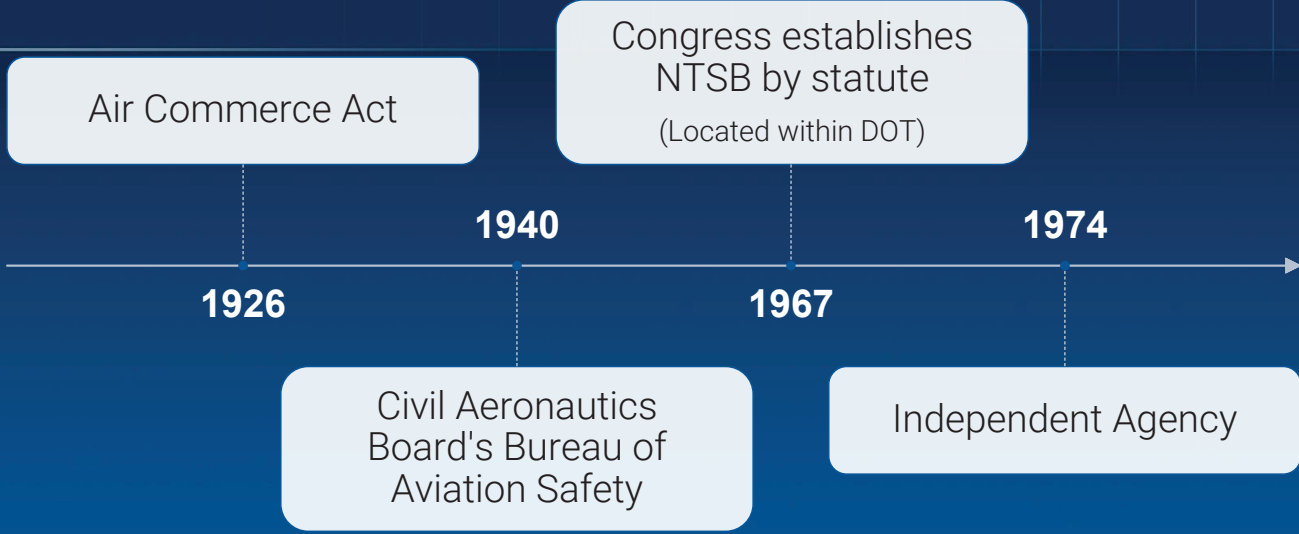 Air Commerce Act
1926
1940
Civil Aeronautics
Board's Bureau of
Aviation Safety
Congress establishes
NTSB by statute
(Located within DOT)
1967
1974
Independent Agency